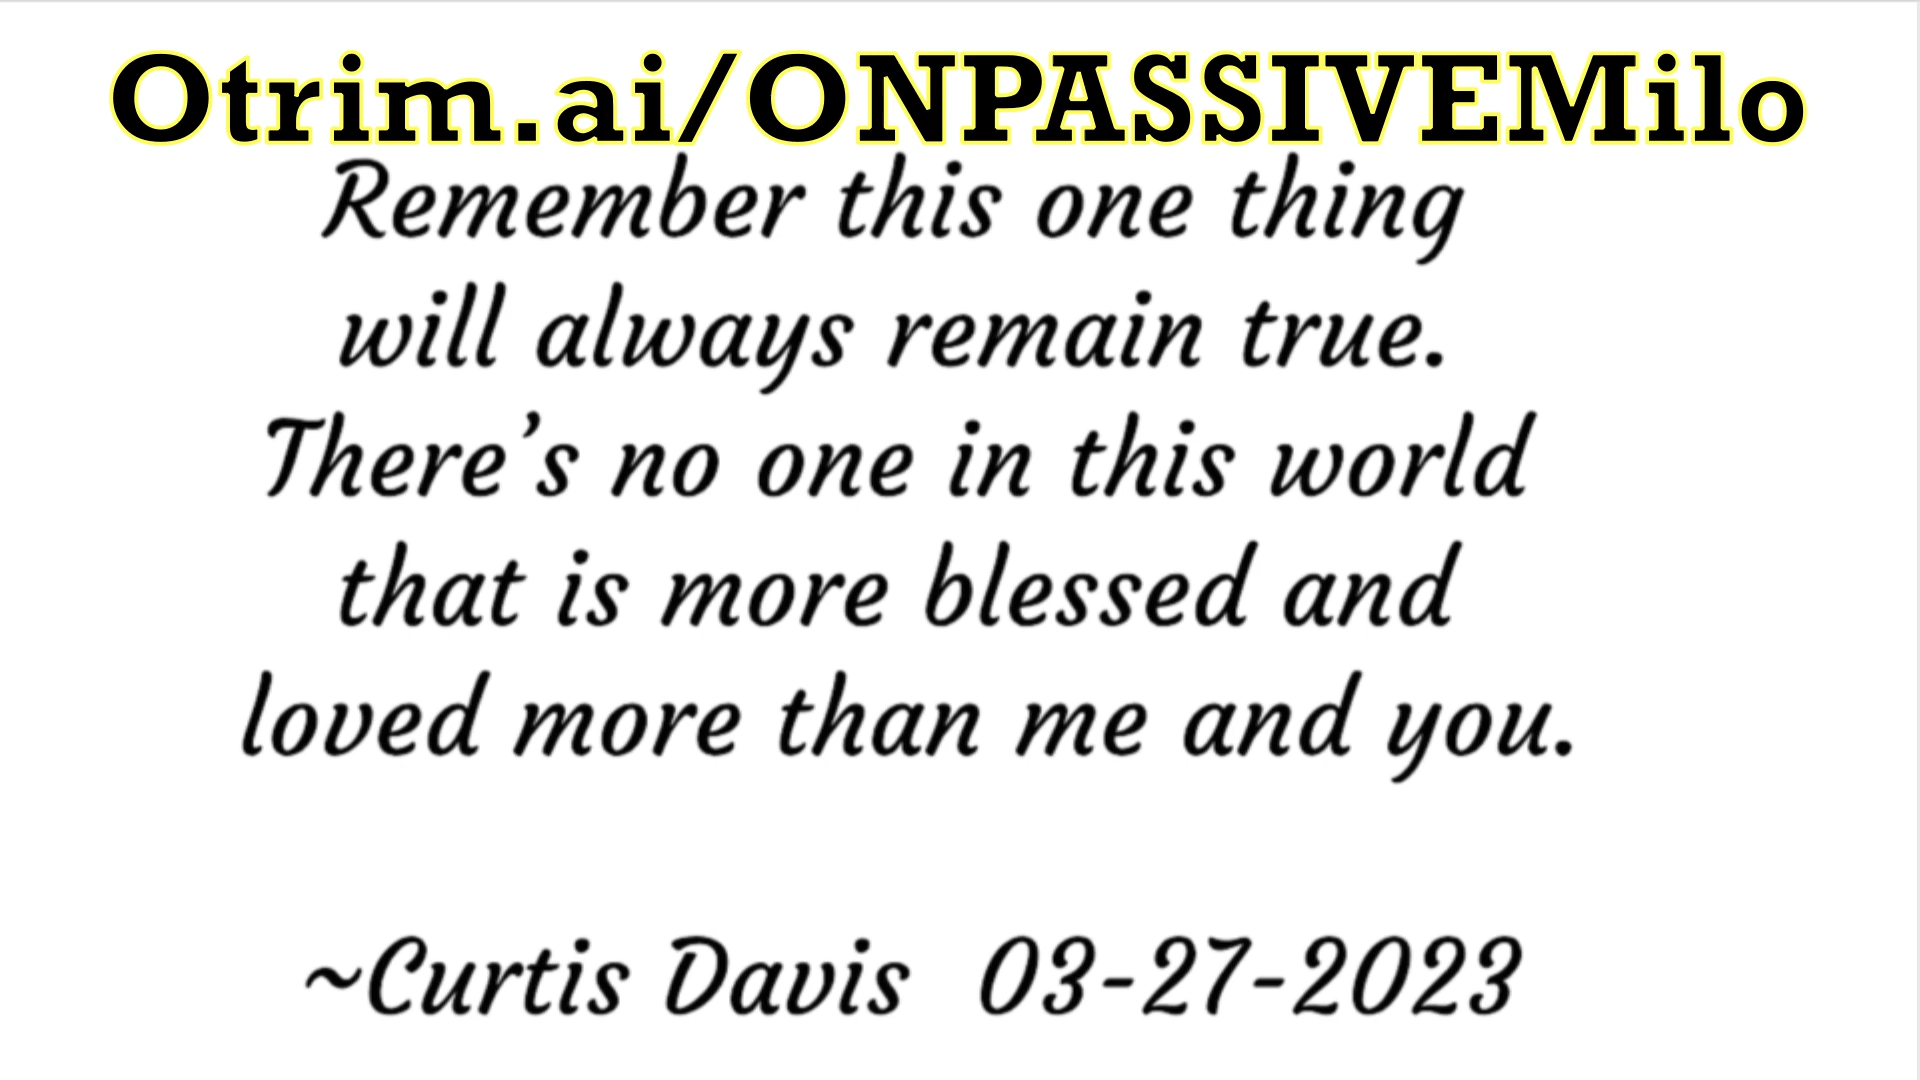 Otrim.ai/ONPASSIVEMilo
Remember this one thing
will always remain true.
There’s no one in this world
that is more blessed and
loved more than me and you.
~Curtis Davis 03-27-2023